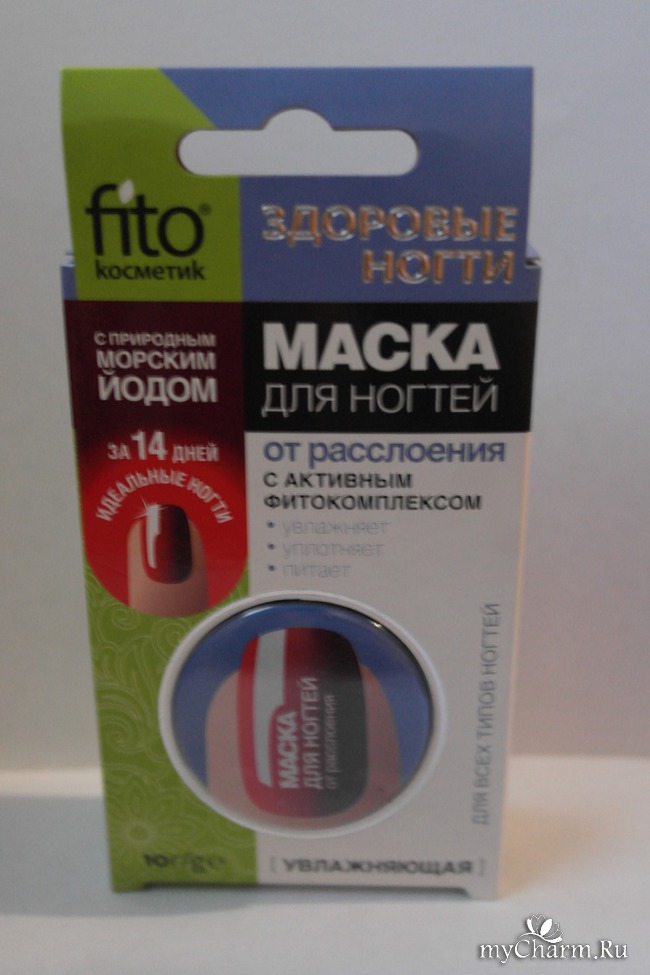 fito®
косметик
ЗДОРОВЫЕ
НОГТИ
С ПРИРОДНЫМ
МОРСКИМ
ЙОДОМ
ЗА 14 ДНЕЙ
ИДЕАЛЬНЫЕ НОГТИ
МАСКА
ДЛЯ НОГТЕЙ
от расслоения
С АКТИВНЫМ
ФИТОКОМПЛЕКСОМ
• увлажняет
• уплотняет
• питает
МАСКА
ДЛЯ НОГТЕЙ
от расслоения
ДЛЯ ВСЕХ ТИПОВ НОГТЕЙ
[ УВЛАЖНЯЮЩАЯ ]
myCharm.Ru